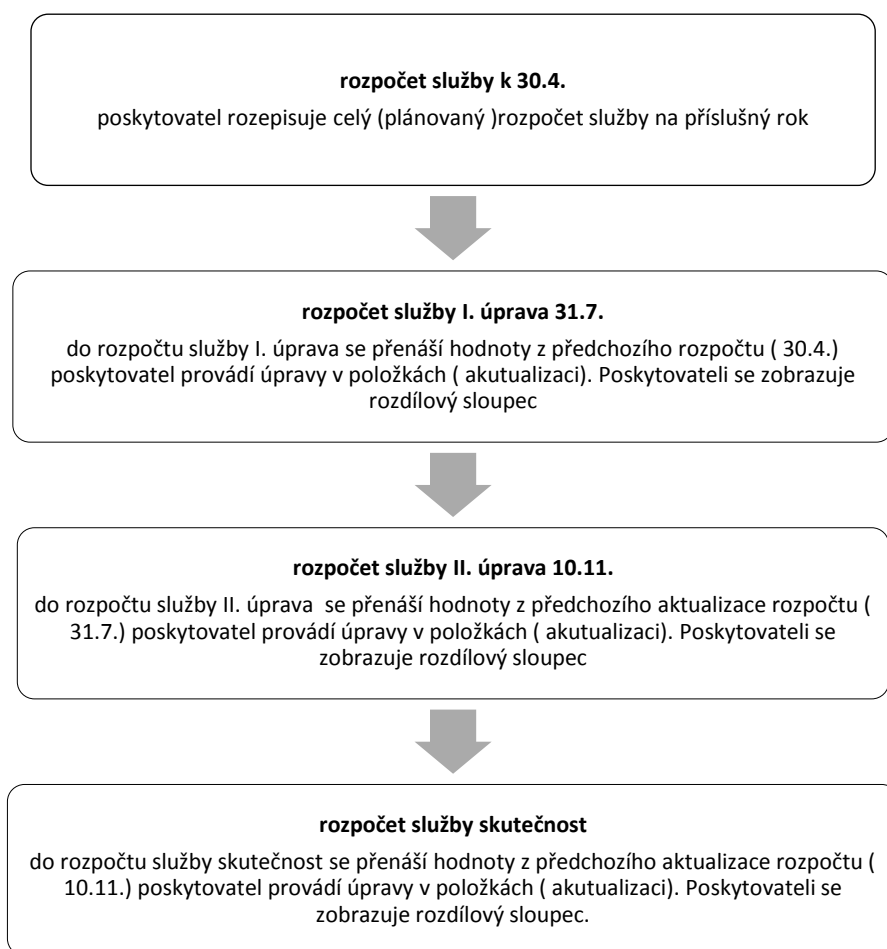 rozpočet služby k 30.4.
poskytovatel rozepisuje celý (plánovaný )rozpočet služby na příslušný rok
rozpočet služby I. úprava 31.7.
do rozpočtu služby I. úprava se přenáší hodnoty z předchozího rozpočtu ( 30.4.)
poskytovatel provádí úpravy v položkách ( akutualizaci). Poskytovateli se zobrazuje
rozdílový sloupec
rozpočet služby II. úprava 10.11.
do rozpočtu služby II. úprava  se přenáší hodnoty z předchozího aktualizace rozpočtu (
31.7.) poskytovatel provádí úpravy v položkách ( akutualizaci). Poskytovateli se
zobrazuje rozdílový sloupec
rozpočet služby skutečnost
do rozpočtu služby skutečnost se přenáší hodnoty z předchozího aktualizace rozpočtu (
10.11.) poskytovatel provádí úpravy v položkách ( akutualizaci). Poskytovateli se
zobrazuje rozdílový sloupec.